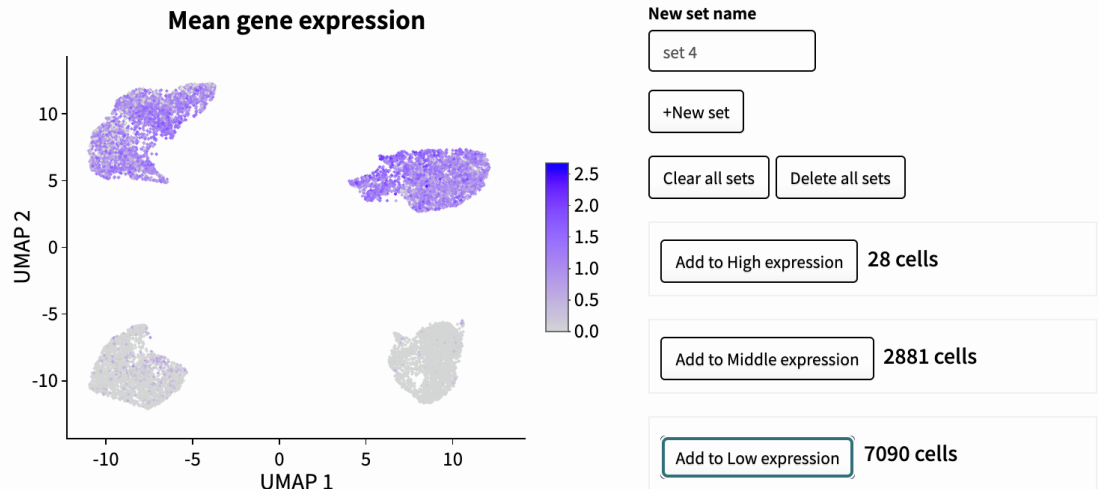 Mean gene expression
10
5
0
-5
-10
UMAP 2
-10 -5 0 5 10
UMAP 1
2.5
2.0
1.5
1.0
0.5
0.0
New set name
set 4
+New set
Clear all sets Delete all sets
Add to High expression 28 cells
Add to Middle expression 2881 cells
Add to Low expression 7090 cells